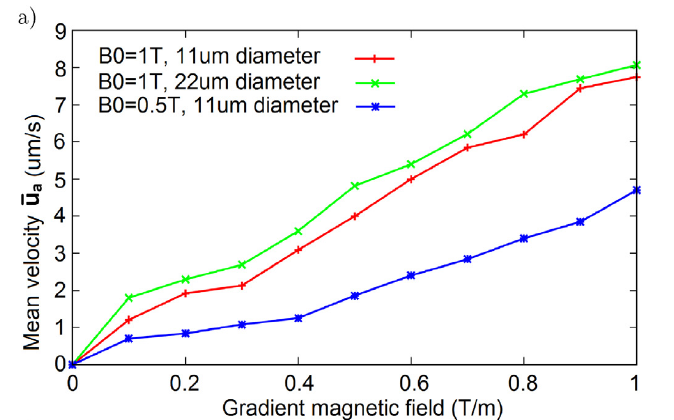 a)
B0=1T, 11um diameter
B0=1T, 22um diameter
B0=0.5T, 11um diameter
Mean velocity ūa (um/s)
9
8
7
6
5
4
3
2
1
0
0 0.2 0.4 0.6 0.8 1
Gradient magnetic field (T/m)